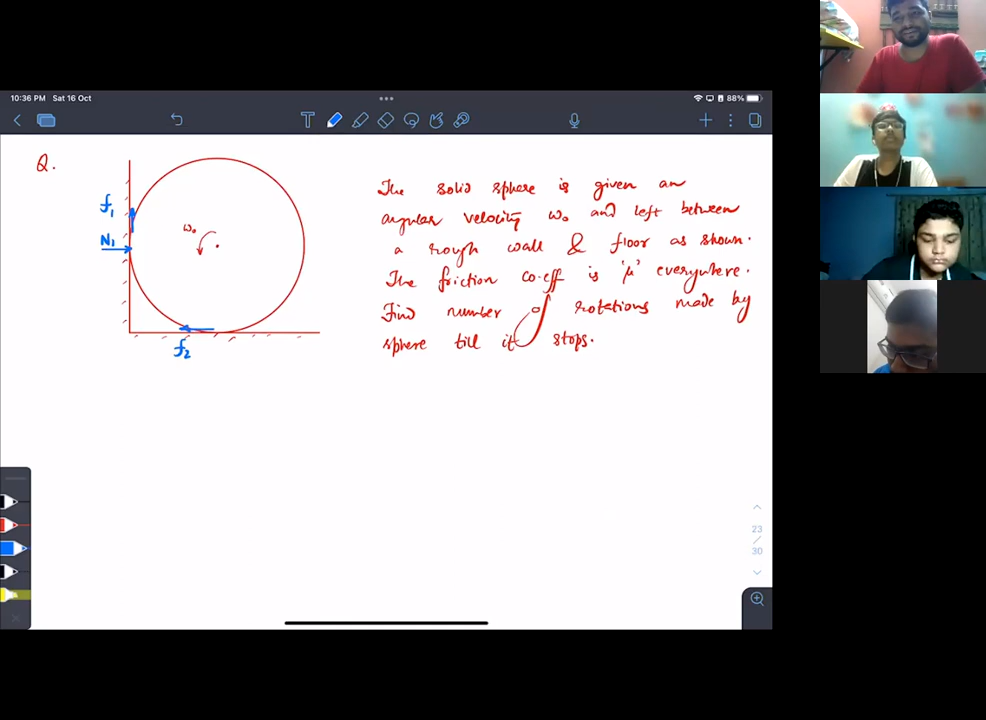 10:36 PM Sat 16 Oct
88%
Q.
The solid sphere is given an
angular velocity ω₀ and left between
a rough wall & floor as shown.
The friction co-eff is 'μ' everywhere.
Find number of rotations made by
sphere till it stops.
f₁
N₁
ω₀
f₂
23
/
30